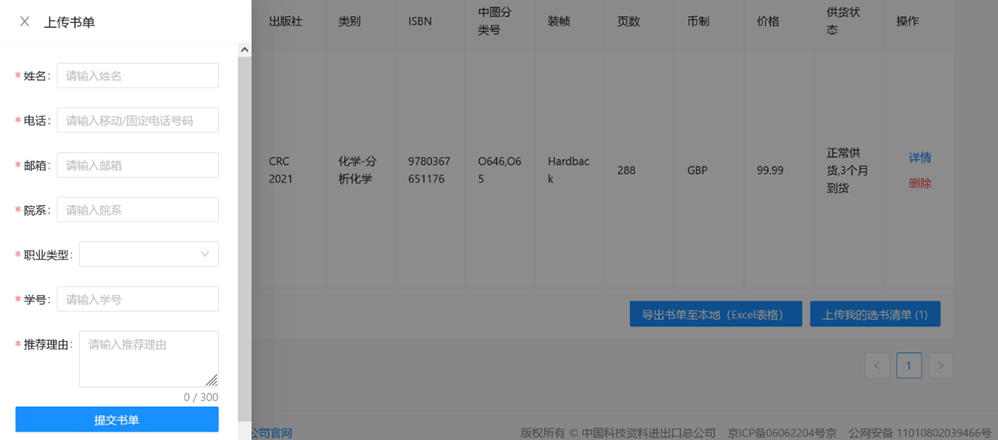 上传书单
* 姓名: 请输入姓名
* 电话: 请输入移动/固定电话号码
* 邮箱: 请输入邮箱
* 院系: 请输入院系
* 职业类型:
* 学号: 请输入学号
* 推荐理由: 请输入推荐理由
0 / 300
提交书单
出版社 类别 ISBN 中图分类号 装帧 页数 币制 价格 供货状态 操作
CRC 2021
化学-分析化学
9780367651176
O646,O65
Hardback
288
GBP
99.99
正常供货,3个月到货
详情
删除
导出书单至本地（Excel表格）
上传我的选书清单 (1)
1
公司官网
版权所有 © 中国科技资料进出口总公司 京ICP备06062204号京 公网安备 11010802039466号